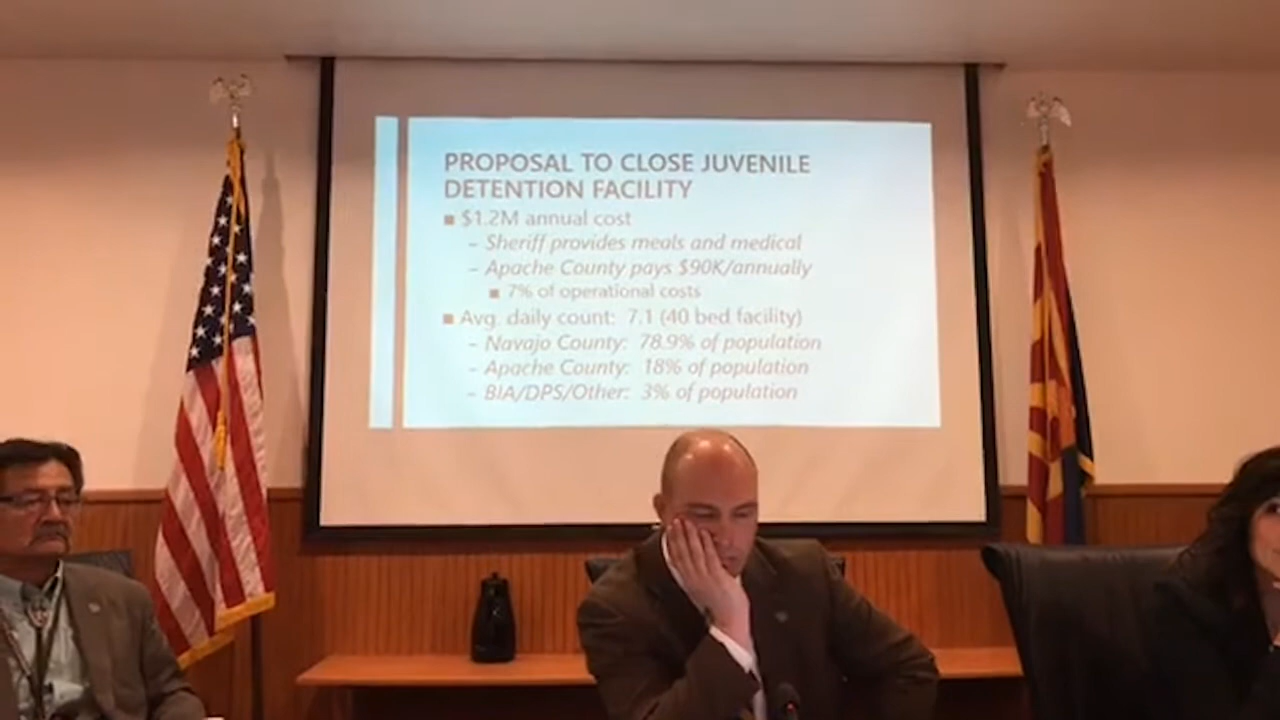 PROPOSAL TO CLOSE JUVENILE
DETENTION FACILITY
■ $1.2M annual cost
– Sheriff provides meals and medical
– Apache County pays $90K/annually
■ 7% of operational costs
■ Avg. daily count: 7.1 (40 bed facility)
– Navajo County: 78.9% of population
– Apache County: 18% of population
– BIA/DPS/Other: 3% of population